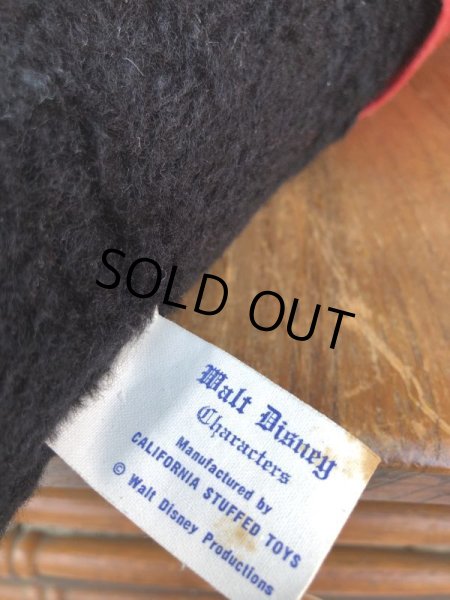 SOLD OUT
Walt Disney
Characters
Manufactured by
CALIFORNIA STUFFED TOYS
© Walt Disney Productions